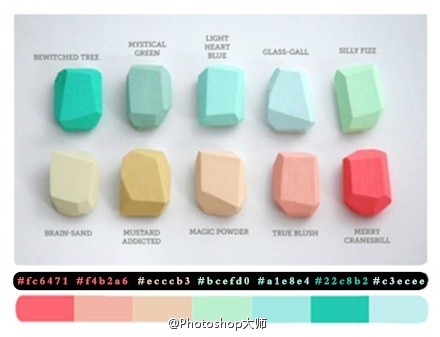 BEWITCHED TREE
MYSTICAL
GREEN
LIGHT
HEART
BLUE
GLASS-GALL
SILLY FIZZ
BRAIN-SAND
MUSTARD
ADDICTED
MAGIC POWDER
TRUE BLUSH
MERRY
CRANESBILL
#fc6471 #f4b2a6 #ecccb3 #bcefd0 #a1e8e4 #22c8b2 #c3ecee
@Photoshop大师